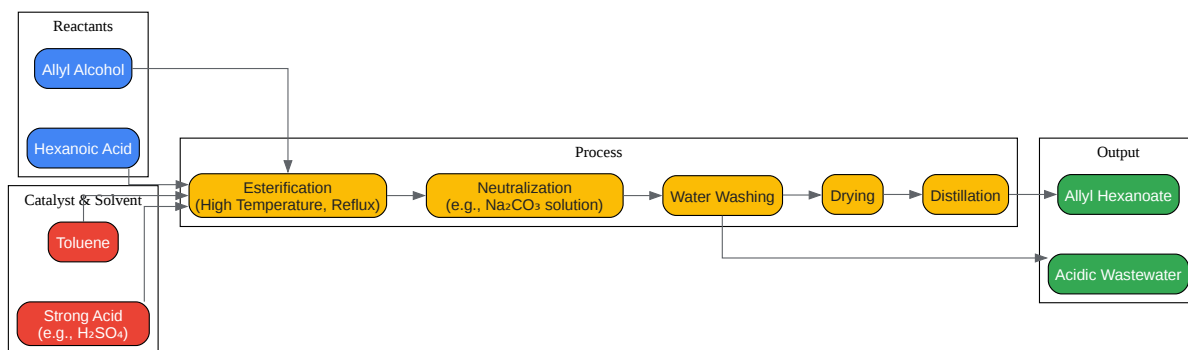 Reactants
Allyl Alcohol
Hexanoic Acid
Catalyst & Solvent
Toluene
Strong Acid
(e.g., H₂SO₄)
Process
Esterification
(High Temperature, Reflux)
Neutralization
(e.g., Na₂CO₃ solution)
Water Washing
Drying
Distillation
Output
Allyl Hexanoate
Acidic Wastewater